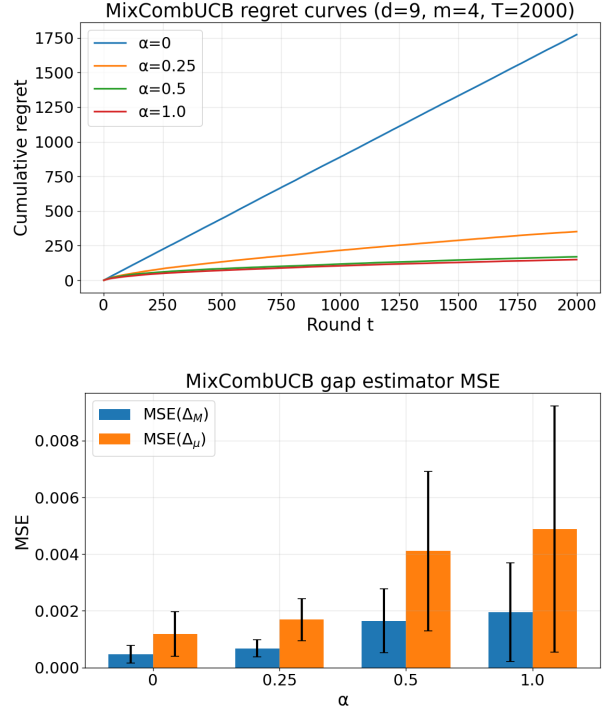 MixCombUCB regret curves (d=9, m=4, T=2000)
Cumulative regret
1750
1500
1250
1000
750
500
250
0
α=0
α=0.25
α=0.5
α=1.0
0 250 500 750 1000 1250 1500 1750 2000
Round t
MixCombUCB gap estimator MSE
MSE
0.008
0.006
0.004
0.002
0.000
MSE(Δ_M)
MSE(Δ_μ)
0 0.25 0.5 1.0
α